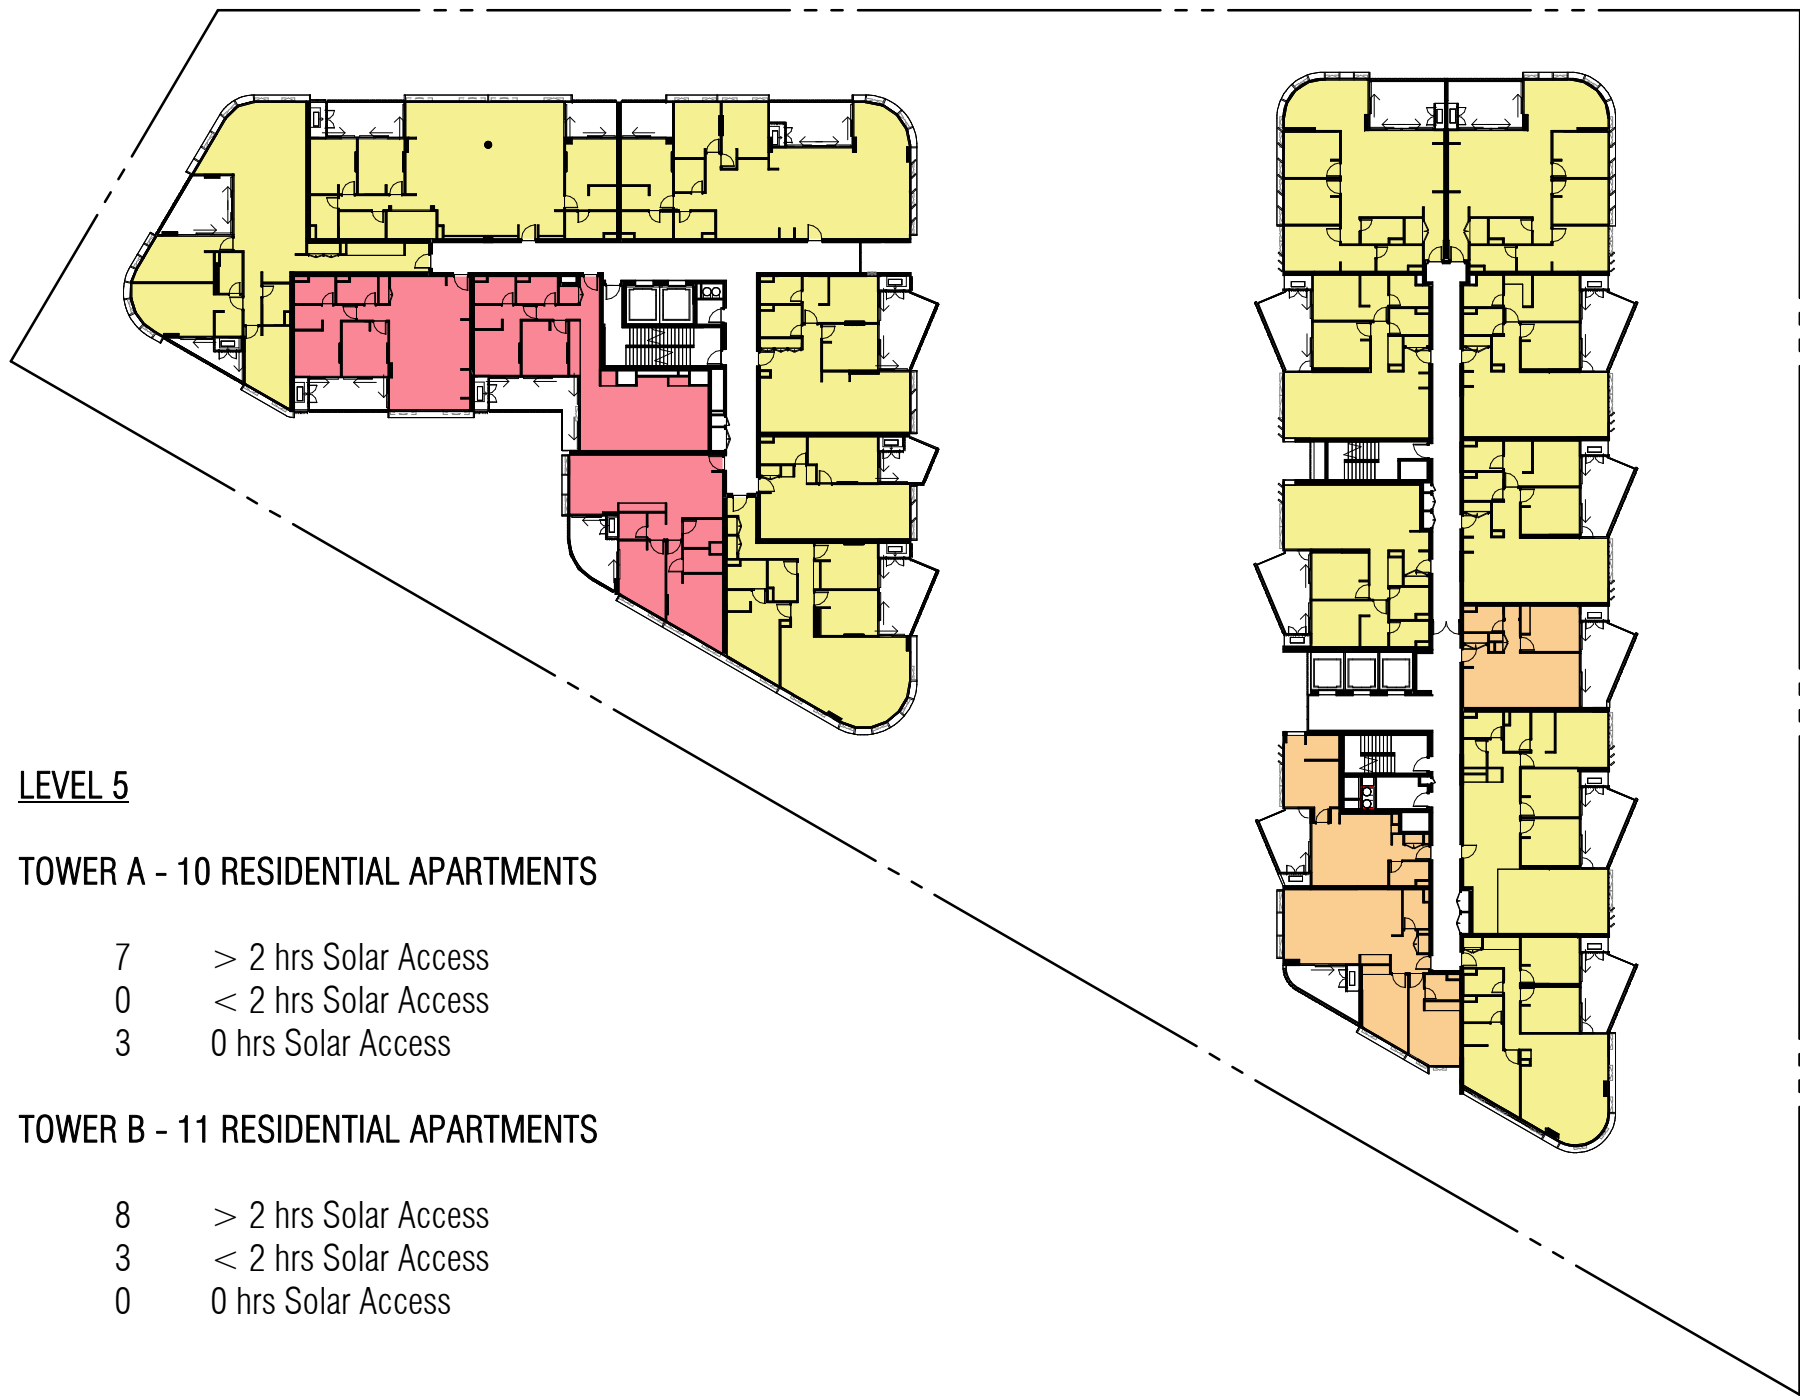 LEVEL 5
TOWER A - 10 RESIDENTIAL APARTMENTS
7 > 2 hrs Solar Access
0 < 2 hrs Solar Access
3 0 hrs Solar Access
TOWER B - 11 RESIDENTIAL APARTMENTS
8 > 2 hrs Solar Access
3 < 2 hrs Solar Access
0 0 hrs Solar Access